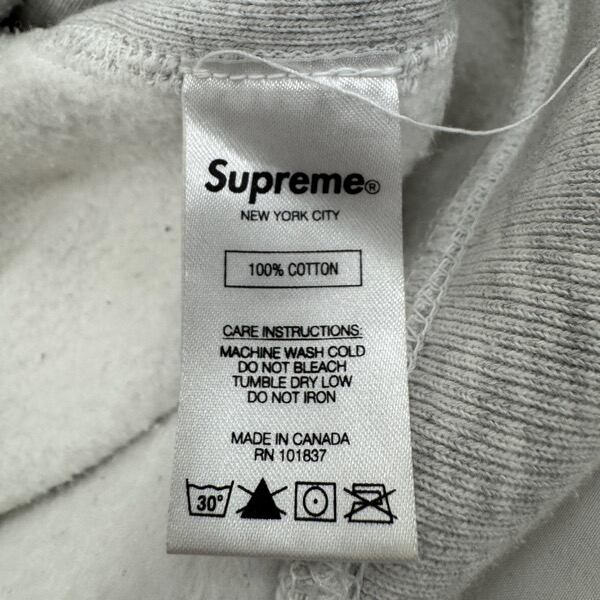 Supreme®
NEW YORK CITY
100% COTTON
CARE INSTRUCTIONS:
MACHINE WASH COLD
DO NOT BLEACH
TUMBLE DRY LOW
DO NOT IRON
MADE IN CANADA
RN 101837
30°